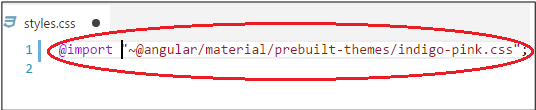 styles.css
1 @import "~@angular/material/prebuilt-themes/indigo-pink.css";
2